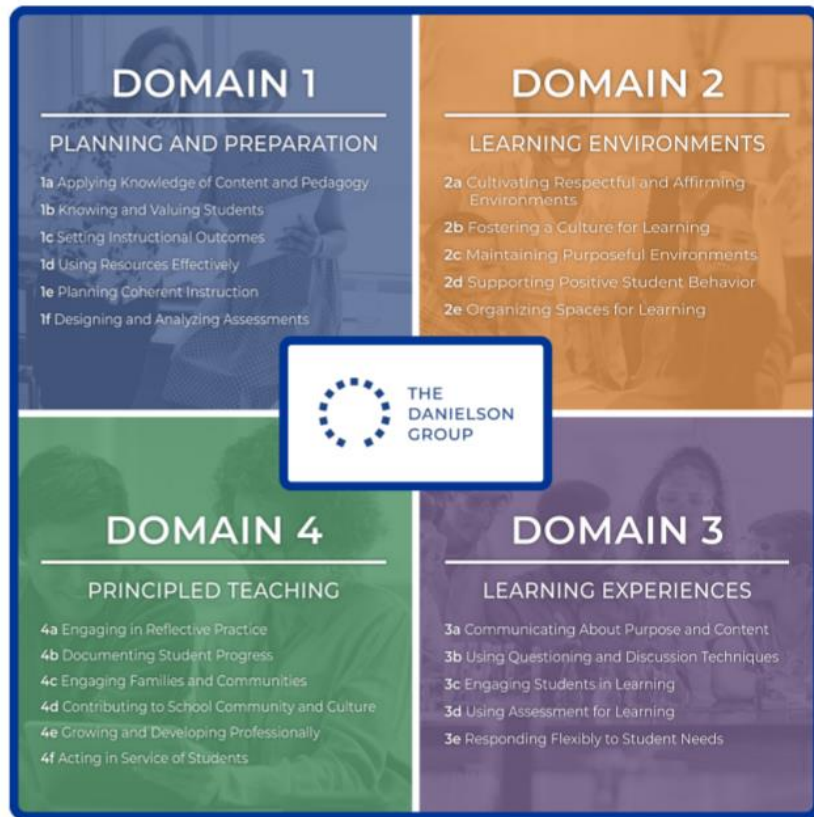 DOMAIN 1
PLANNING AND PREPARATION
1a Applying Knowledge of Content and Pedagogy
1b Knowing and Valuing Students
1c Setting Instructional Outcomes
1d Using Resources Effectively
1e Planning Coherent Instruction
1f Designing and Analyzing Assessments
DOMAIN 2
LEARNING ENVIRONMENTS
2a Cultivating Respectful and Affirming
Environments
2b Fostering a Culture for Learning
2c Maintaining Purposeful Environments
2d Supporting Positive Student Behavior
2e Organizing Spaces for Learning
THE
DANIELSON
GROUP
DOMAIN 4
PRINCIPLED TEACHING
4a Engaging in Reflective Practice
4b Documenting Student Progress
4c Engaging Families and Communities
4d Contributing to School Community and Culture
4e Growing and Developing Professionally
4f Acting in Service of Students
DOMAIN 3
LEARNING EXPERIENCES
3a Communicating About Purpose and Content
3b Using Questioning and Discussion Techniques
3c Engaging Students in Learning
3d Using Assessment for Learning
3e Responding Flexibly to Student Needs